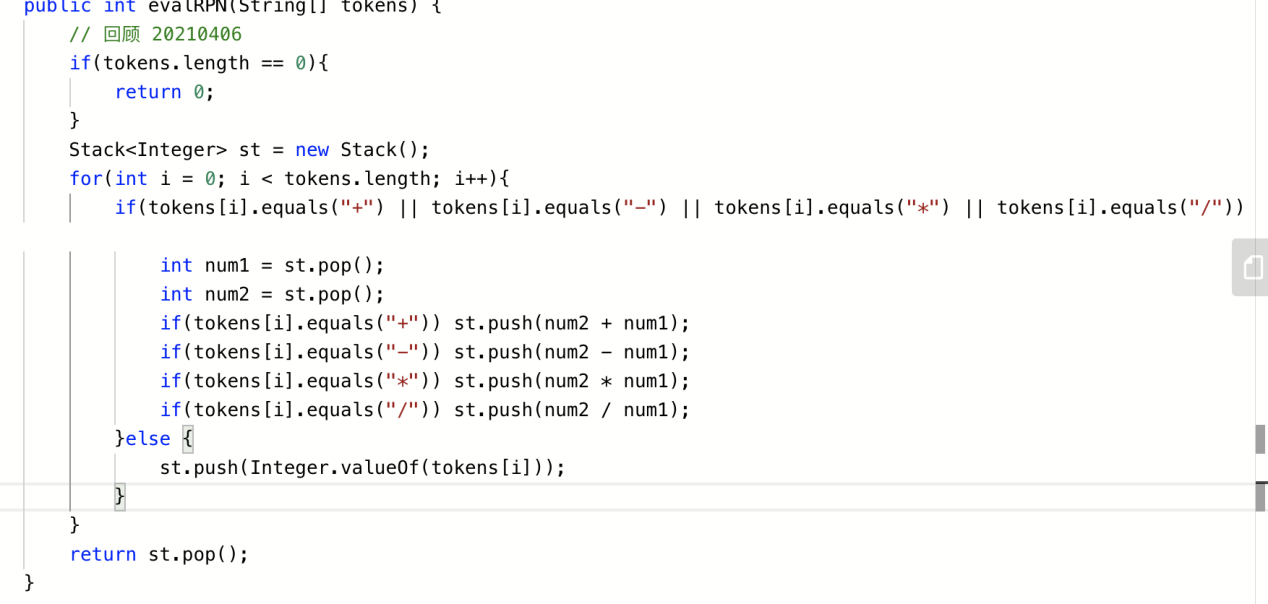 public int evalRPN(String[] tokens) {
    // 回顾 20210406
    if(tokens.length == 0){
        return 0;
    }
    Stack<Integer> st = new Stack();
    for(int i = 0; i < tokens.length; i++){
        if(tokens[i].equals("+") || tokens[i].equals("-") || tokens[i].equals("*") || tokens[i].equals("/"))
            int num1 = st.pop();
            int num2 = st.pop();
            if(tokens[i].equals("+")) st.push(num2 + num1);
            if(tokens[i].equals("-")) st.push(num2 - num1);
            if(tokens[i].equals("*")) st.push(num2 * num1);
            if(tokens[i].equals("/")) st.push(num2 / num1);
        }else {
            st.push(Integer.valueOf(tokens[i]));
        }
    }
    return st.pop();
}